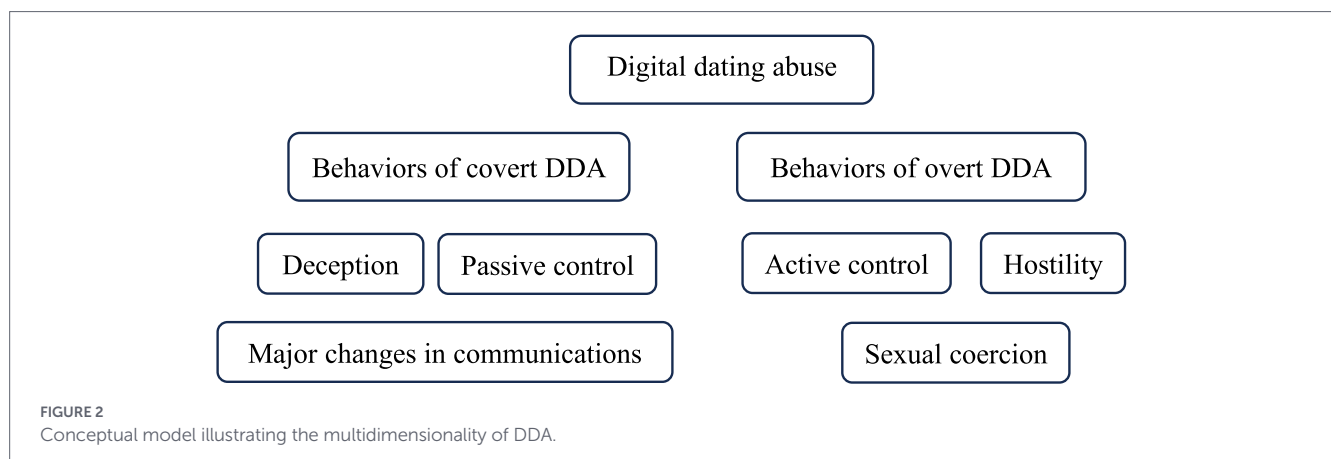 Digital dating abuse
Behaviors of covert DDA
Behaviors of overt DDA
Deception
Passive control
Active control
Hostility
Major changes in communications
Sexual coercion
FIGURE 2
Conceptual model illustrating the multidimensionality of DDA.